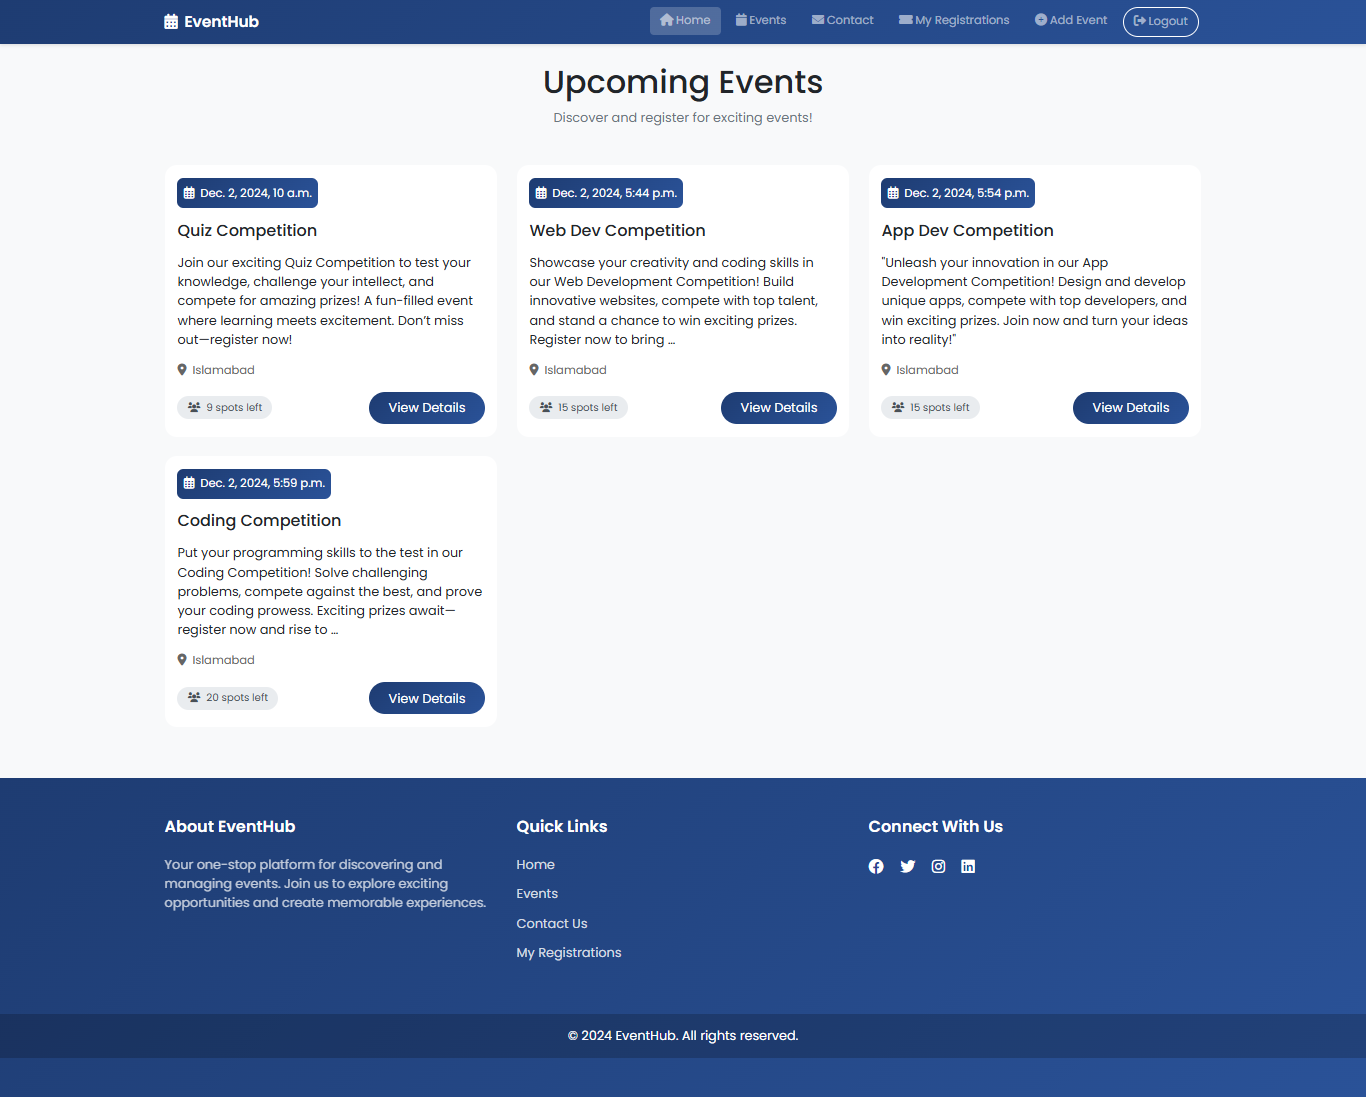 EventHub
Home
Events
Contact
My Registrations
Add Event
Logout
Upcoming Events
Discover and register for exciting events!
Dec. 2, 2024, 10 a.m.
Quiz Competition
Join our exciting Quiz Competition to test your
knowledge, challenge your intellect, and
compete for amazing prizes! A fun-filled event
where learning meets excitement. Don’t miss
out—register now!
Islamabad
9 spots left
View Details
Dec. 2, 2024, 5:44 p.m.
Web Dev Competition
Showcase your creativity and coding skills in
our Web Development Competition! Build
innovative websites, compete with top talent,
and stand a chance to win exciting prizes.
Register now to bring …
Islamabad
15 spots left
View Details
Dec. 2, 2024, 5:54 p.m.
App Dev Competition
"Unleash your innovation in our App
Development Competition! Design and develop
unique apps, compete with top developers, and
win exciting prizes. Join now and turn your ideas
into reality!"
Islamabad
15 spots left
View Details
Dec. 2, 2024, 5:59 p.m.
Coding Competition
Put your programming skills to the test in our
Coding Competition! Solve challenging
problems, compete against the best, and prove
your coding prowess. Exciting prizes await—
register now and rise to …
Islamabad
20 spots left
View Details
About EventHub
Your one-stop platform for discovering and
managing events. Join us to explore exciting
opportunities and create memorable experiences.
Quick Links
Home
Events
Contact Us
My Registrations
Connect With Us
© 2024 EventHub. All rights reserved.